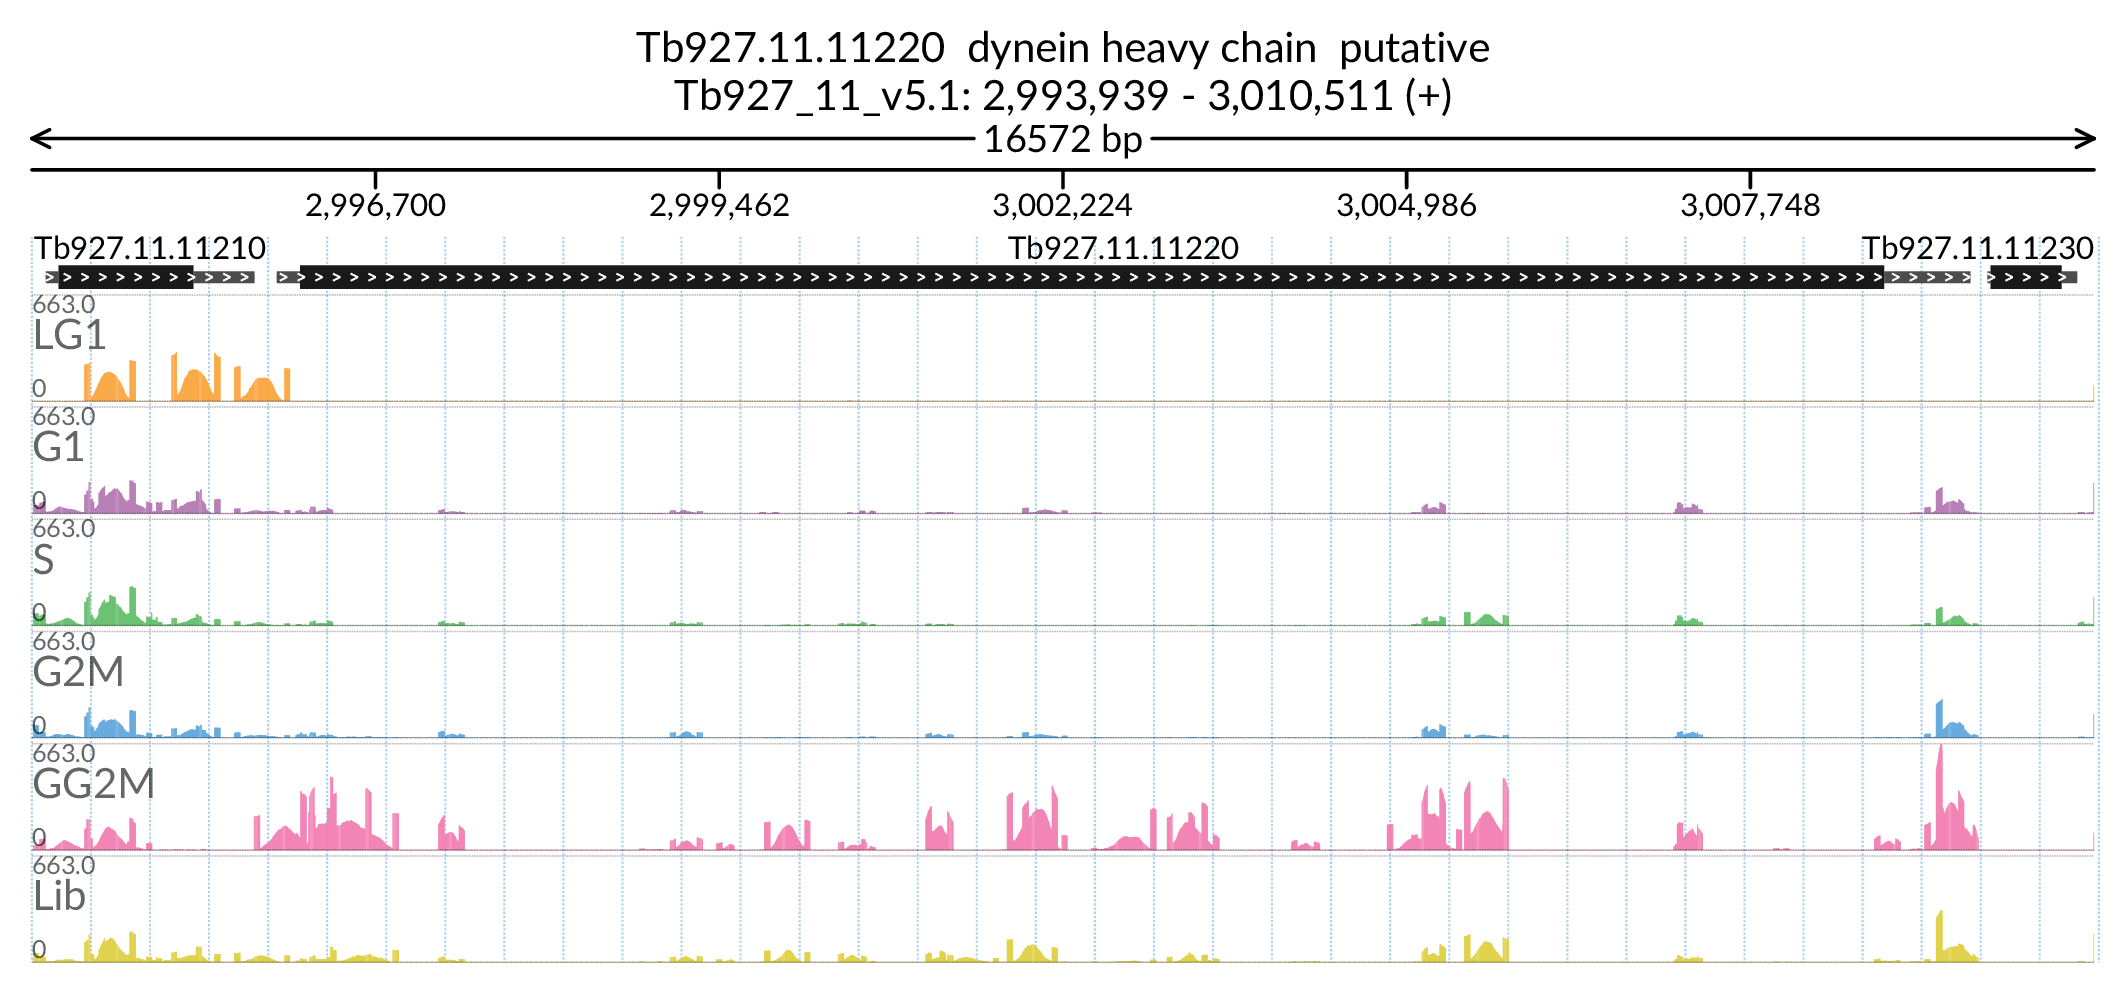 Tb927.11.11220  dynein heavy chain  putative
Tb927_11_v5.1: 2,993,939 - 3,010,511 (+)
16572 bp
2,996,700 2,999,462 3,002,224 3,004,986 3,007,748
Tb927.11.11210 Tb927.11.11220 Tb927.11.11230
663.0
LG1
0
663.0
G1
0
663.0
S
0
663.0
G2M
0
663.0
GG2M
0
663.0
Lib
0